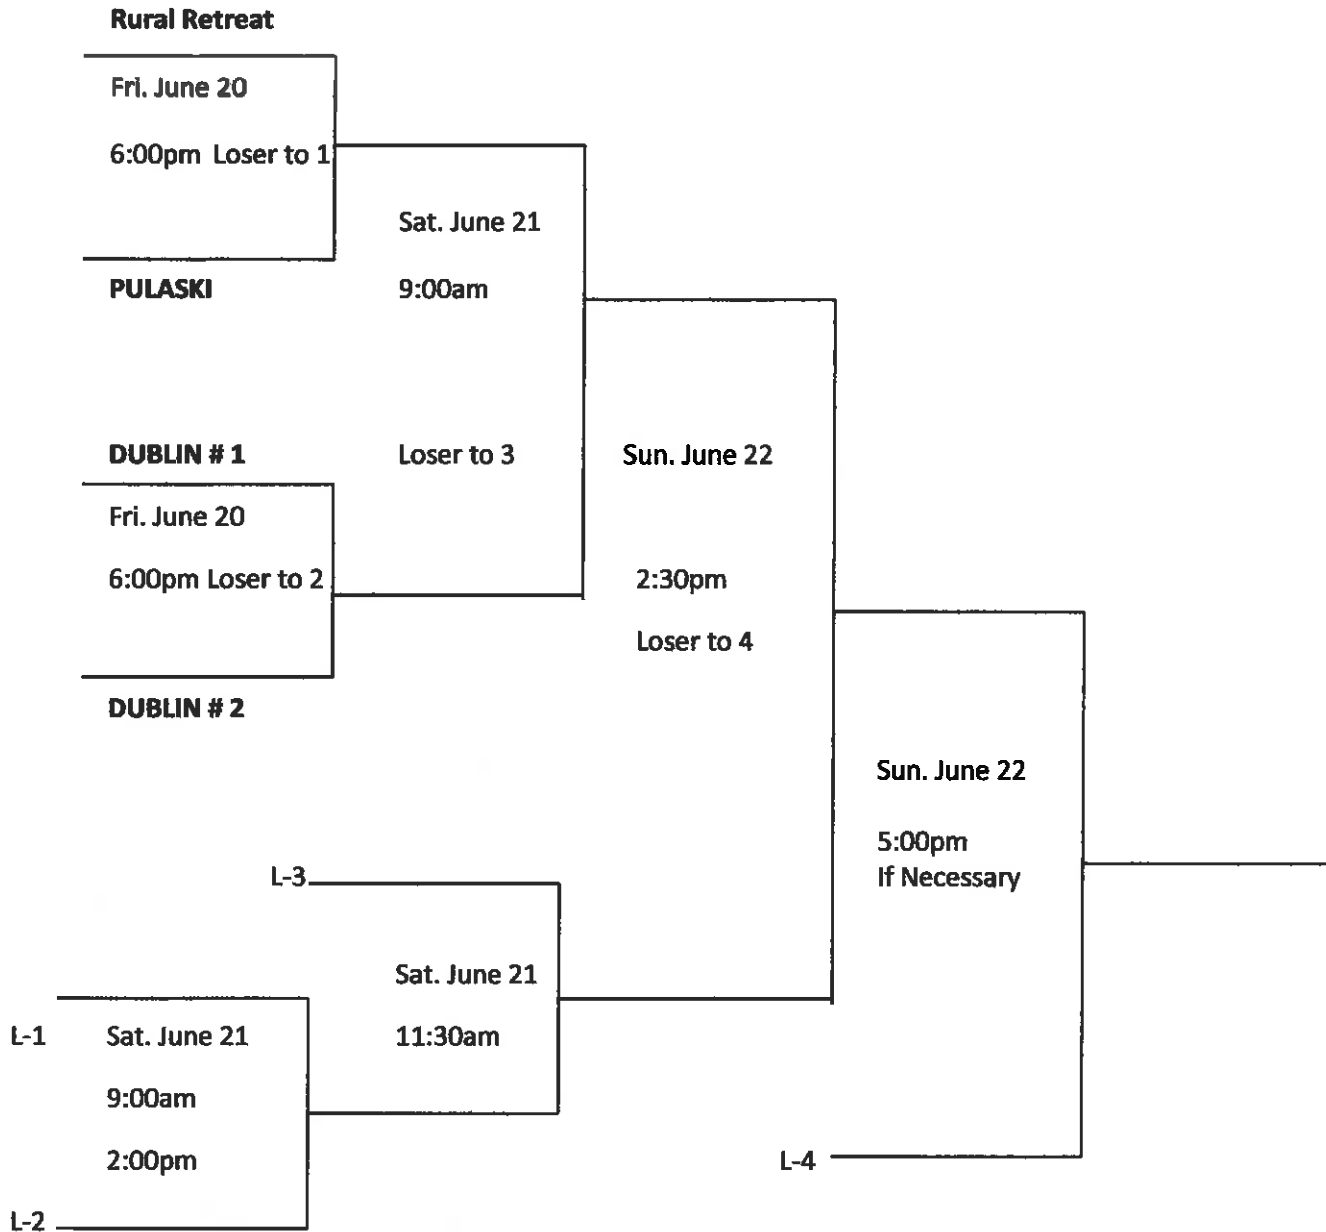 Rural Retreat
Fri. June 20
6:00pm Loser to 1
PULASKI
Sat. June 21
9:00am
Loser to 3
DUBLIN # 1
Fri. June 20
6:00pm Loser to 2
DUBLIN # 2
Sun. June 22
2:30pm
Loser to 4
Sun. June 22
5:00pm
If Necessary
L-3
Sat. June 21
11:30am
L-1
Sat. June 21
9:00am
2:00pm
L-2
L-4